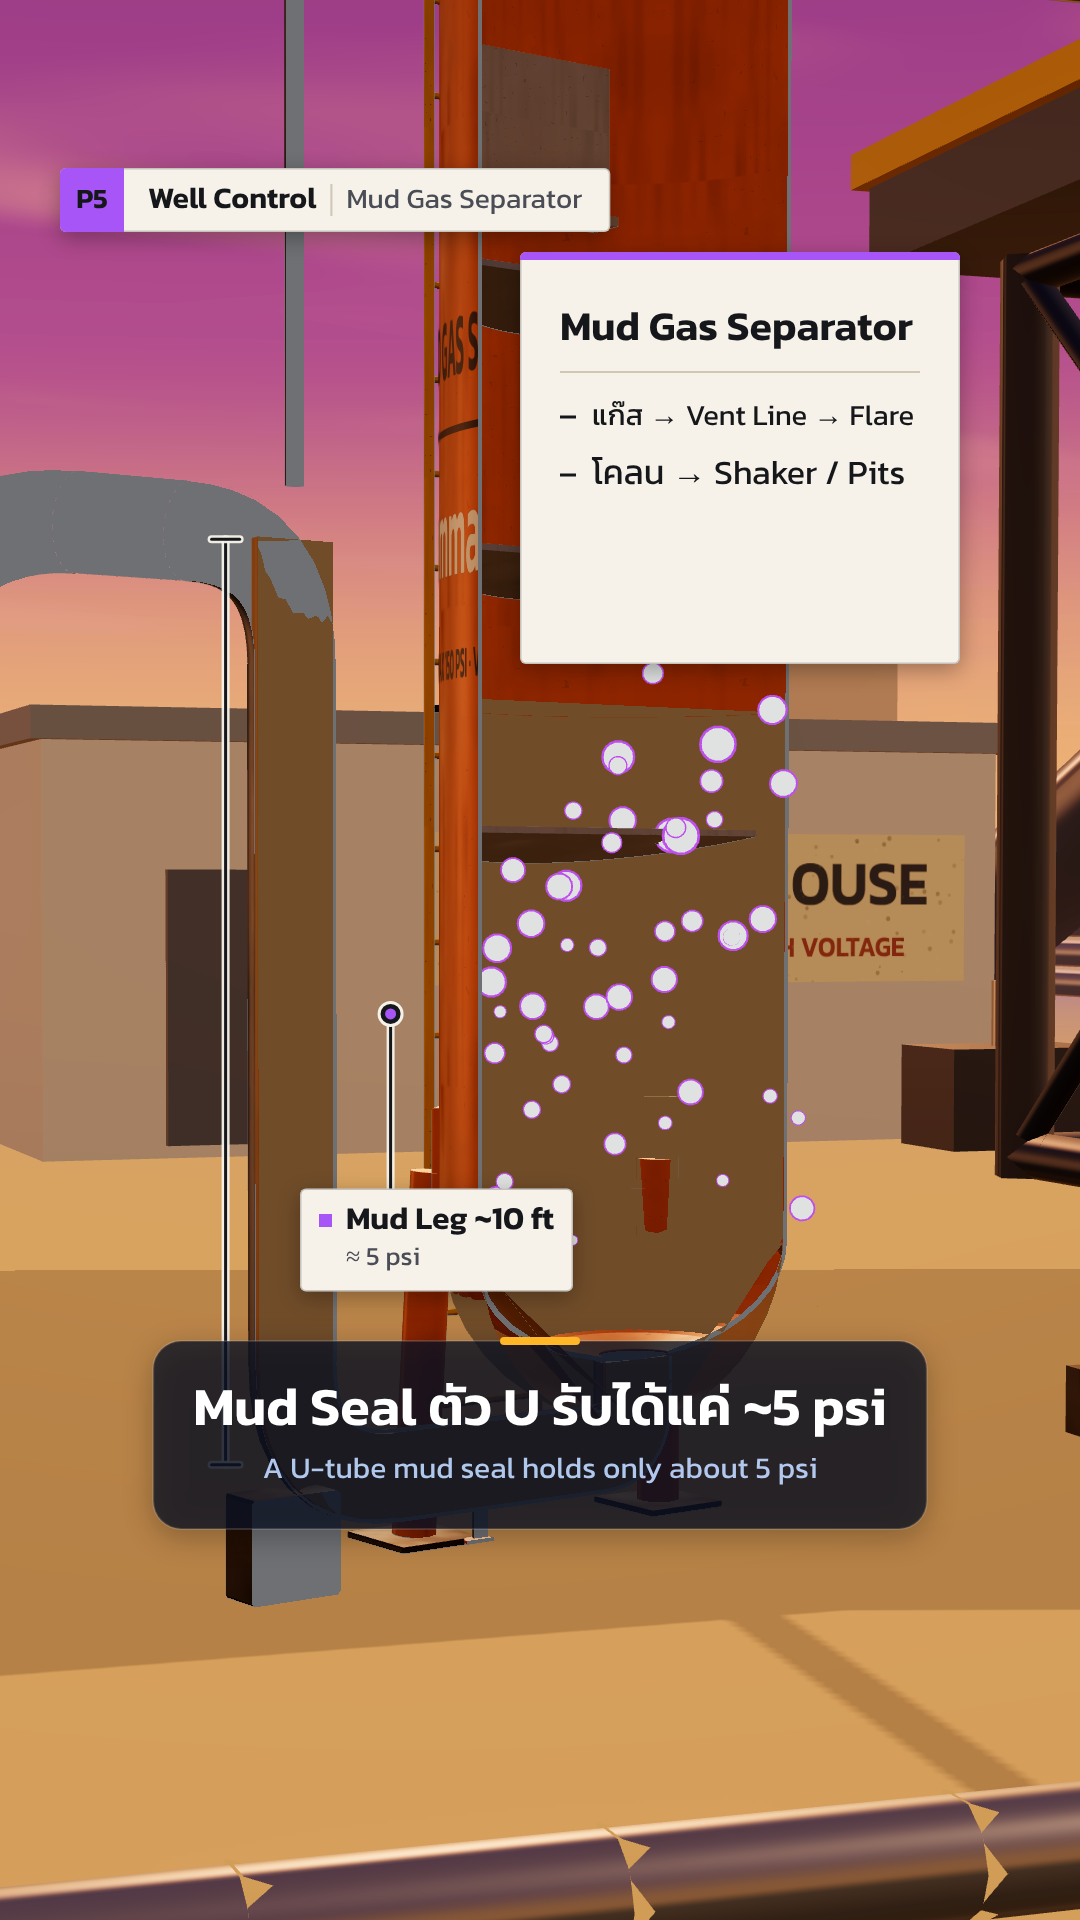 P5 Well Control Mud Gas Separator
Mud Gas Separator
– แก๊ส → Vent Line → Flare
– โคลน → Shaker / Pits
OUSE
VOLTAGE
Mud Leg ~10 ft
≈ 5 psi
Mud Seal ตัว U รับได้แค่ ~5 psi
A U-tube mud seal holds only about 5 psi